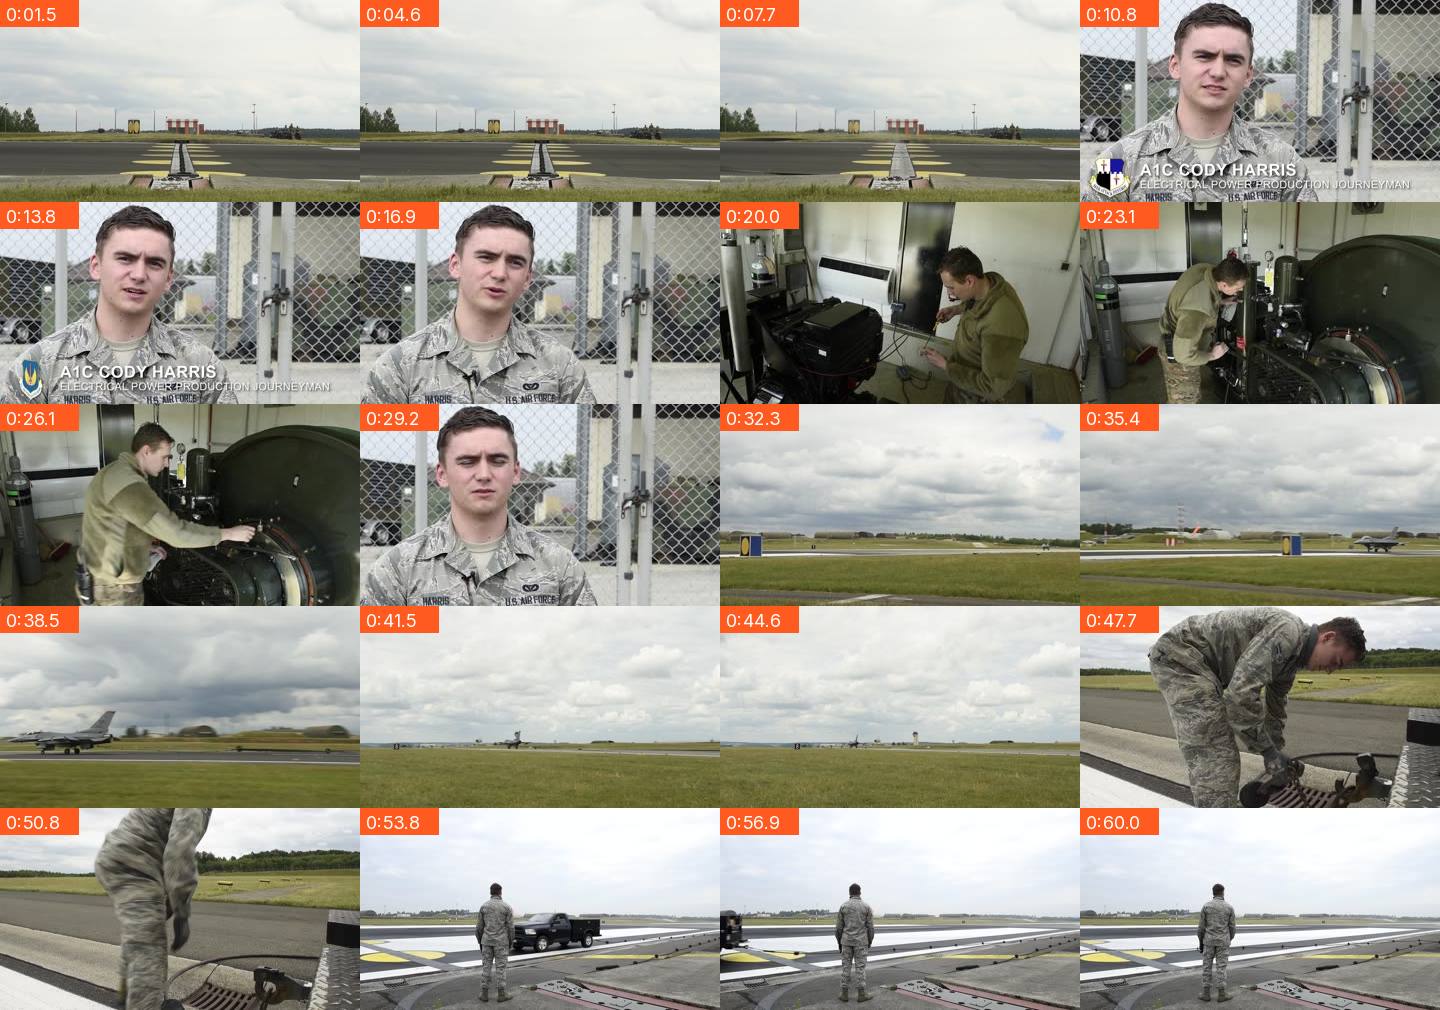 0:01.5
0:04.6
0:07.7
0:10.8
A1C CODY HARRIS
ELECTRICAL POWER PRODUCTION JOURNEYMAN
HARRIS
U.S. AIR FORCE
0:13.8
A1C CODY HARRIS
ELECTRICAL POWER PRODUCTION JOURNEYMAN
HARRIS
U.S. AIR FORCE
0:16.9
HARRIS
U.S. AIR FORCE
0:20.0
0:23.1
0:26.1
0:29.2
HARRIS
U.S. AIR FORCE
0:32.3
0:35.4
0:38.5
0:41.5
0:44.6
0:47.7
0:50.8
0:53.8
0:56.9
0:60.0